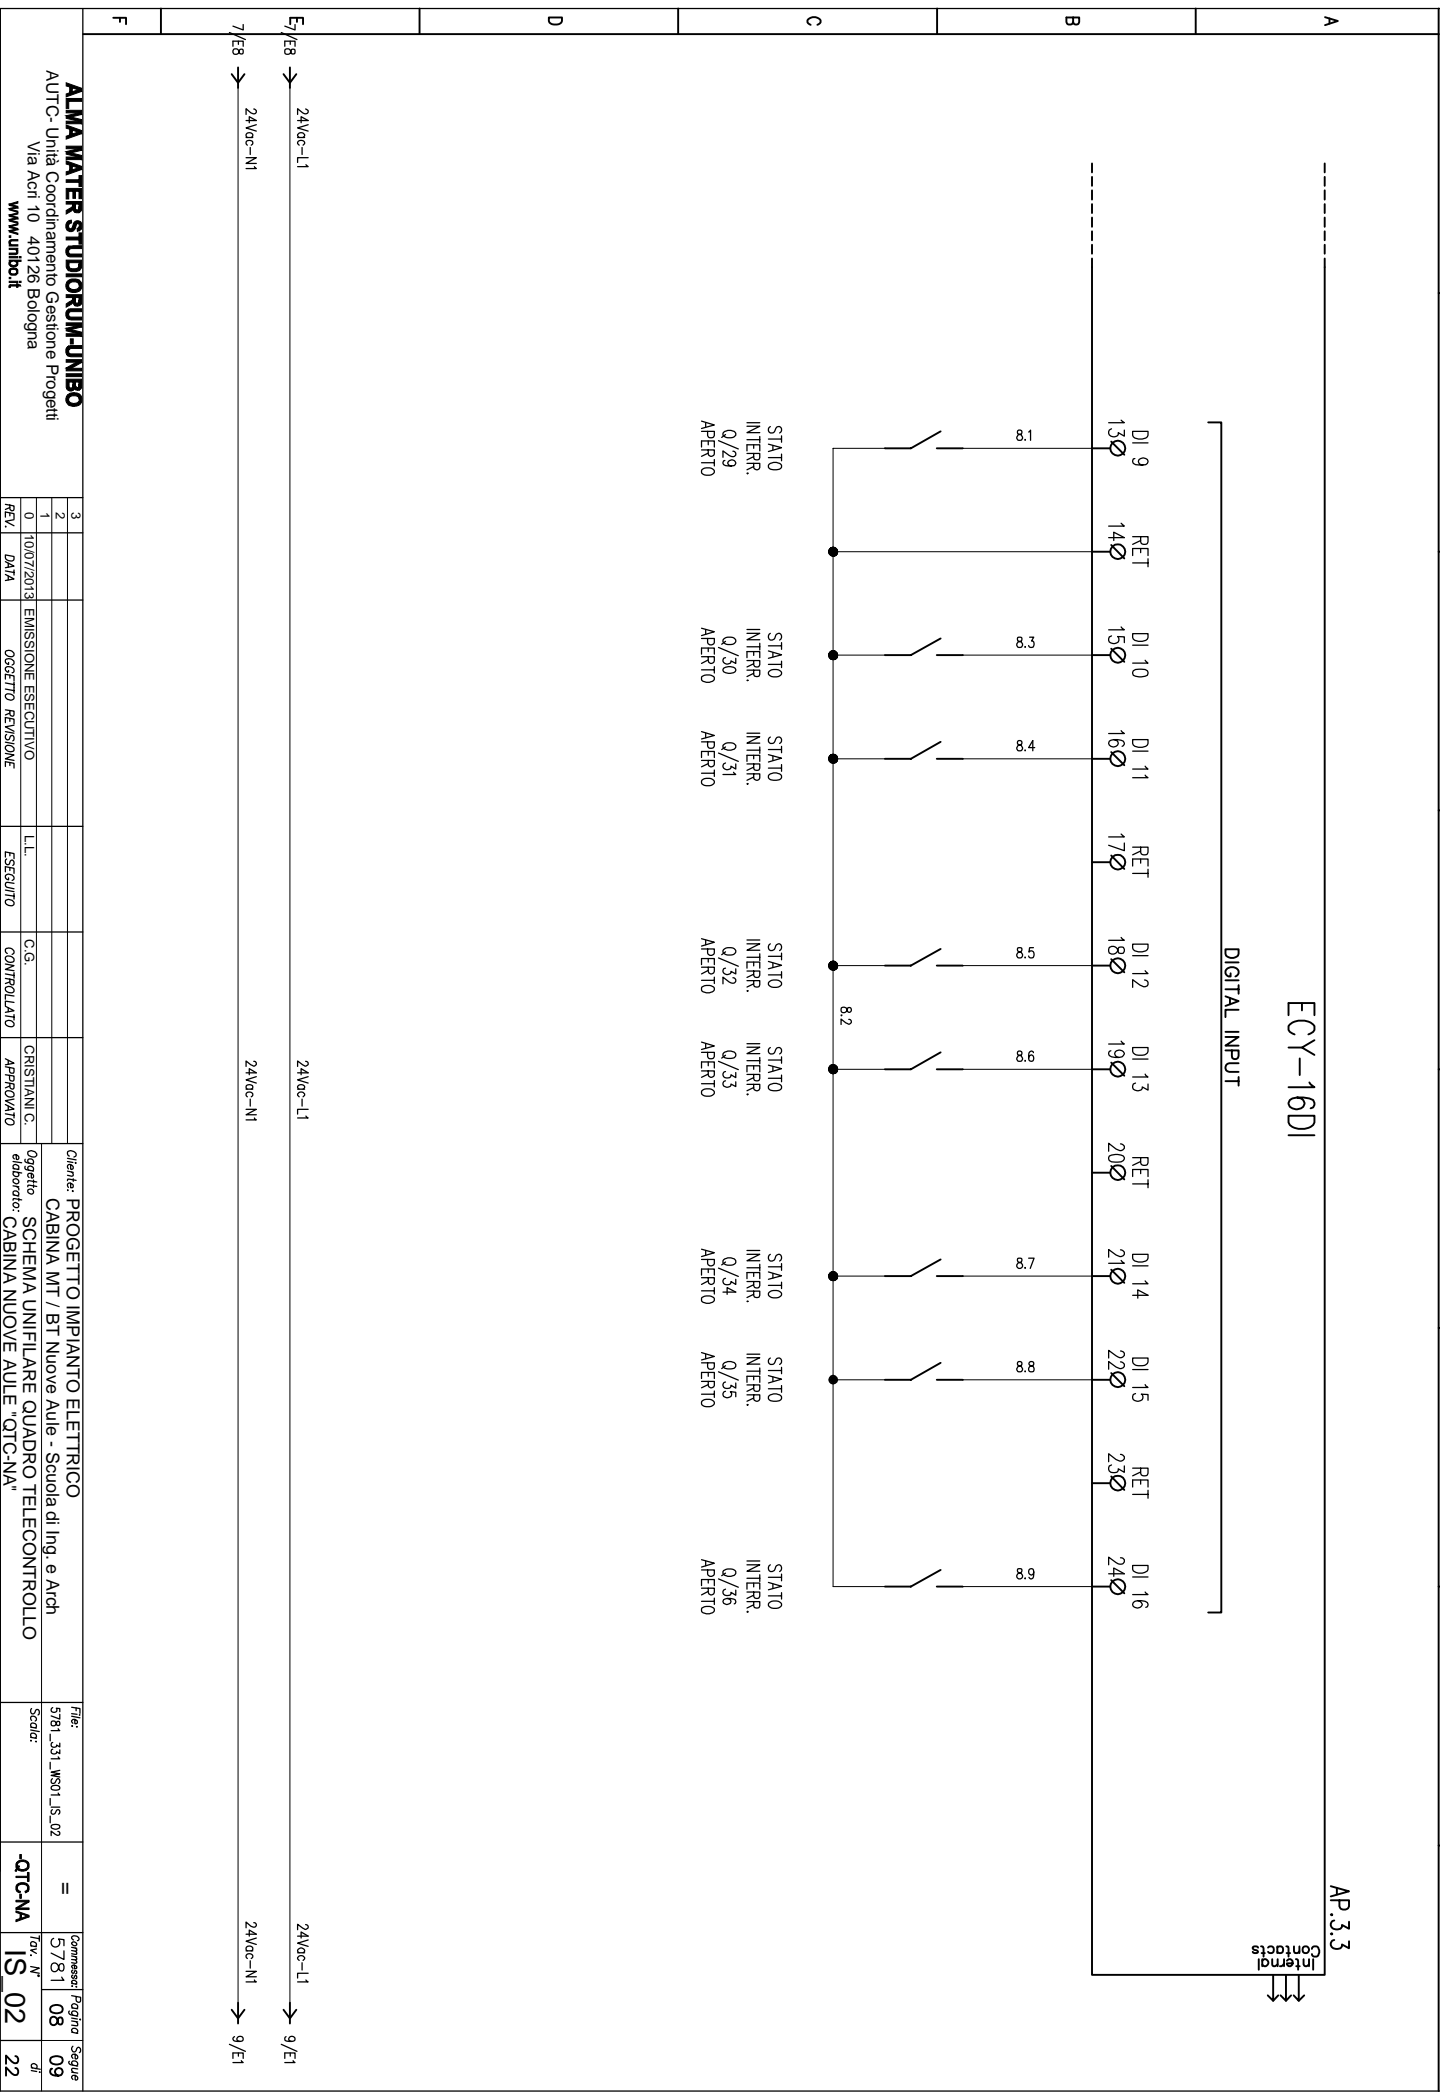 A
B
C
D
E
F
AP.3.3
ECY-16DI
Internal
Contacts
DIGITAL INPUT
DI 9
RET
DI 10
DI 11
RET
DI 12
DI 13
RET
DI 14
DI 15
RET
DI 16
13
14
15
16
17
18
19
20
21
22
23
24
8.1
8.3
8.4
8.5
8.6
8.7
8.8
8.9
8.2
STATO
INTERR.
Q/29
APERTO
STATO
INTERR.
Q/30
APERTO
STATO
INTERR.
Q/31
APERTO
STATO
INTERR.
Q/32
APERTO
STATO
INTERR.
Q/33
APERTO
STATO
INTERR.
Q/34
APERTO
STATO
INTERR.
Q/35
APERTO
STATO
INTERR.
Q/36
APERTO
7/E8
24Vac-L1
24Vac-L1
24Vac-L1
9/E1
7/E8
24Vac-N1
24Vac-N1
24Vac-N1
9/E1
ALMA MATER STUDIORUM-UNIBO
AUTC- Unità Coordinamento Gestione Progetti
Via Acri 10 40126 Bologna
www.unibo.it
3
2
1
0 10/07/2013 EMISSIONE ESECUTIVO L.L. C.G. CRISTIANI C.
REV. DATA OGGETTO REVISIONE ESEGUITO CONTROLLATO APPROVATO
Cliente: PROGETTO IMPIANTO ELETTRICO
CABINA MT / BT Nuove Aule - Scuola di Ing. e Arch
Oggetto elaborato: SCHEMA UNIFILARE QUADRO TELECONTROLLO
CABINA NUOVE AULE "QTC-NA"
File:
5781_331_WS01_IS_02
Scala:
=
-QTC-NA
Commessa: 5781
Pagina 08
Segue 09
Tav. N° IS_02
di 22